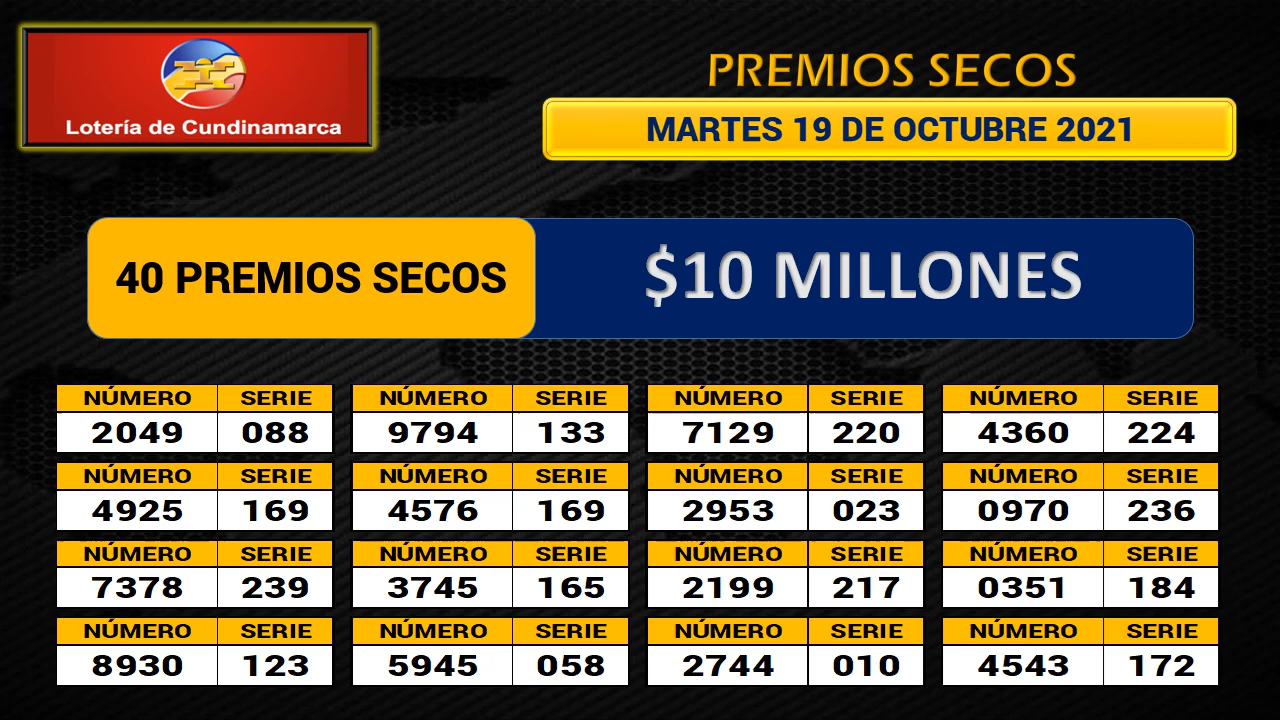 Lotería de Cundinamarca
PREMIOS SECOS
MARTES 19 DE OCTUBRE 2021
40 PREMIOS SECOS
$10 MILLONES
NÚMERO SERIE NÚMERO SERIE NÚMERO SERIE NÚMERO SERIE
2049 088 9794 133 7129 220 4360 224
NÚMERO SERIE NÚMERO SERIE NÚMERO SERIE NÚMERO SERIE
4925 169 4576 169 2953 023 0970 236
NÚMERO SERIE NÚMERO SERIE NÚMERO SERIE NÚMERO SERIE
7378 239 3745 165 2199 217 0351 184
NÚMERO SERIE NÚMERO SERIE NÚMERO SERIE NÚMERO SERIE
8930 123 5945 058 2744 010 4543 172